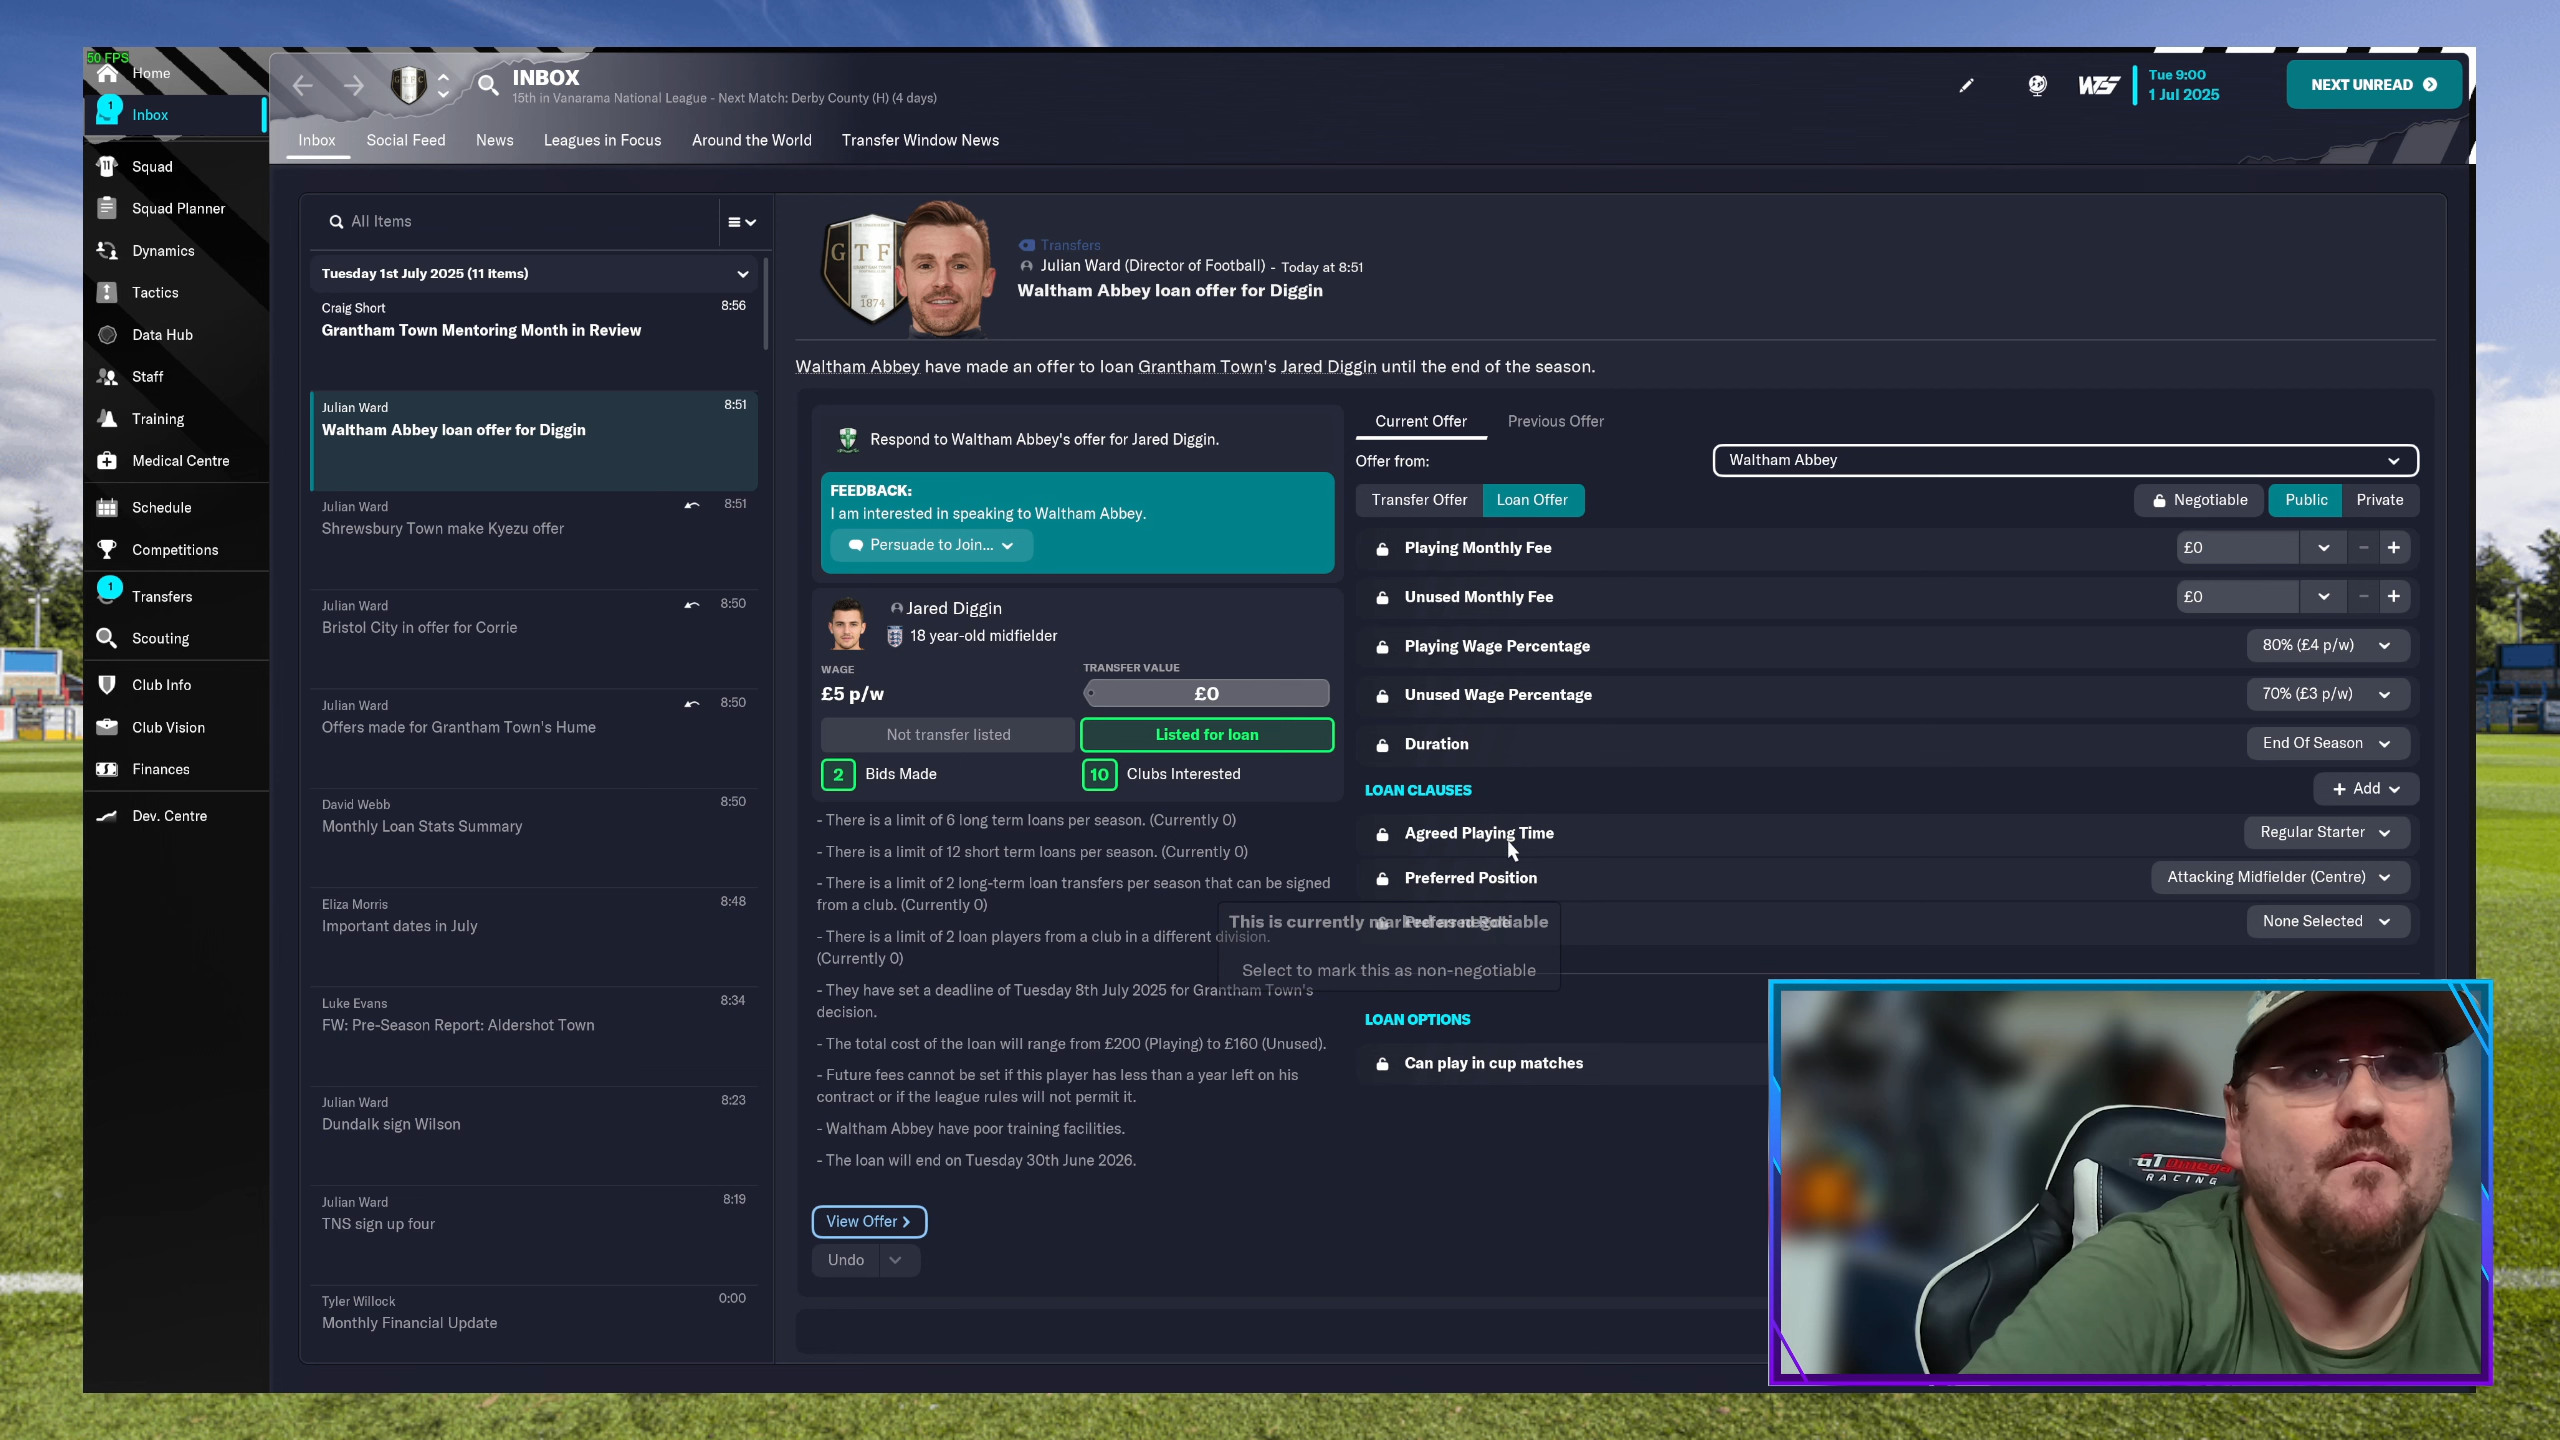 50 FPS
Home
1
Inbox
Squad
Squad Planner
Dynamics
Tactics
Data Hub
Staff
Training
Medical Centre
Schedule
Competitions
1
Transfers
Scouting
Club Info
Club Vision
Finances
Dev. Centre
INBOX
15th in Vanarama National League - Next Match: Derby County (H) (4 days)
Tue 9:00
1 Jul 2025
NEXT UNREAD
Inbox Social Feed News Leagues in Focus Around the World Transfer Window News
All Items
Tuesday 1st July 2025 (11 Items)
Craig Short 8:56
Grantham Town Mentoring Month in Review
Julian Ward 8:51
Waltham Abbey loan offer for Diggin
Julian Ward 8:51
Shrewsbury Town make Kyezu offer
Julian Ward 8:50
Bristol City in offer for Corrie
Julian Ward 8:50
Offers made for Grantham Town's Hume
David Webb 8:50
Monthly Loan Stats Summary
Eliza Morris 8:48
Important dates in July
Luke Evans 8:34
FW: Pre-Season Report: Aldershot Town
Julian Ward 8:23
Dundalk sign Wilson
Julian Ward 8:19
TNS sign up four
Tyler Willock 0:00
Monthly Financial Update
G T F
1874
Transfers
Julian Ward (Director of Football) - Today at 8:51
Waltham Abbey loan offer for Diggin
Waltham Abbey have made an offer to loan Grantham Town's Jared Diggin until the end of the season.
Respond to Waltham Abbey's offer for Jared Diggin.
FEEDBACK:
I am interested in speaking to Waltham Abbey.
Persuade to Join...
Jared Diggin
18 year-old midfielder
WAGE TRANSFER VALUE
£5 p/w £0
Not transfer listed Listed for loan
2 Bids Made 10 Clubs Interested
- There is a limit of 6 long term loans per season. (Currently 0)
- There is a limit of 12 short term loans per season. (Currently 0)
- There is a limit of 2 long-term loan transfers per season that can be signed
from a club. (Currently 0)
- There is a limit of 2 loan players from a club in a different division.
(Currently 0)
- They have set a deadline of Tuesday 8th July 2025 for Grantham Town's
decision.
- The total cost of the loan will range from £200 (Playing) to £160 (Unused).
- Future fees cannot be set if this player has less than a year left on his
contract or if the league rules will not permit it.
- Waltham Abbey have poor training facilities.
- The loan will end on Tuesday 30th June 2026.
View Offer
Undo
Current Offer Previous Offer
Offer from: Waltham Abbey
Transfer Offer Loan Offer Negotiable Public Private
Playing Monthly Fee £0
Unused Monthly Fee £0
Playing Wage Percentage 80% (£4 p/w)
Unused Wage Percentage 70% (£3 p/w)
Duration End Of Season
LOAN CLAUSES + Add
Agreed Playing Time Regular Starter
Preferred Position Attacking Midfielder (Centre)
None Selected
This is currently marked as negotiable
Select to mark this as non-negotiable
LOAN OPTIONS
Can play in cup matches
GT omega
RACING